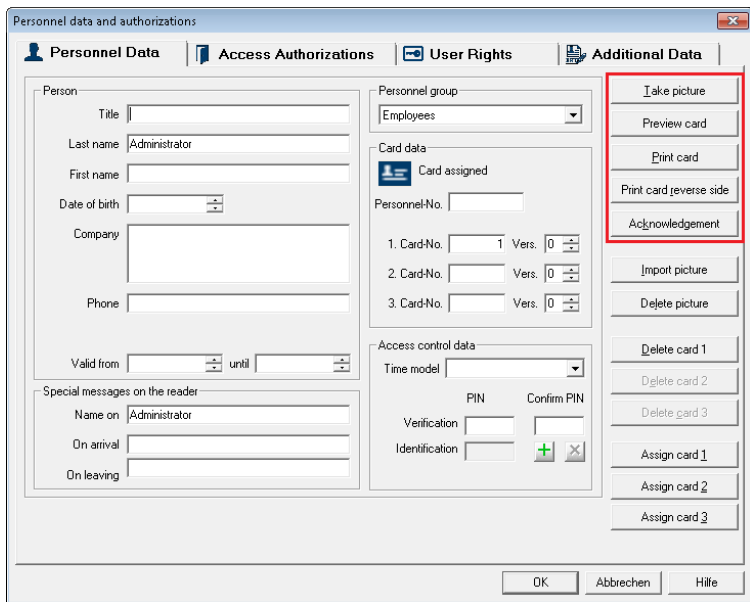 Personnel data and authorizations
Personnel Data
Access Authorizations
User Rights
Additional Data
Person
Title
Last name Administrator
First name
Date of birth
Company
Phone
Valid from until
Special messages on the reader
Name on Administrator
On arrival
On leaving
Personnel group
Employees
Card data
Card assigned
Personnel-No.
1. Card-No. 1 Vers. 0
2. Card-No. Vers. 0
3. Card-No. Vers. 0
Access control data
Time model
PIN Confirm PIN
Verification
Identification
Take picture
Preview card
Print card
Print card reverse side
Acknowledgement
Import picture
Delete picture
Delete card 1
Delete card 2
Delete card 3
Assign card 1
Assign card 2
Assign card 3
OK Abbrechen Hilfe